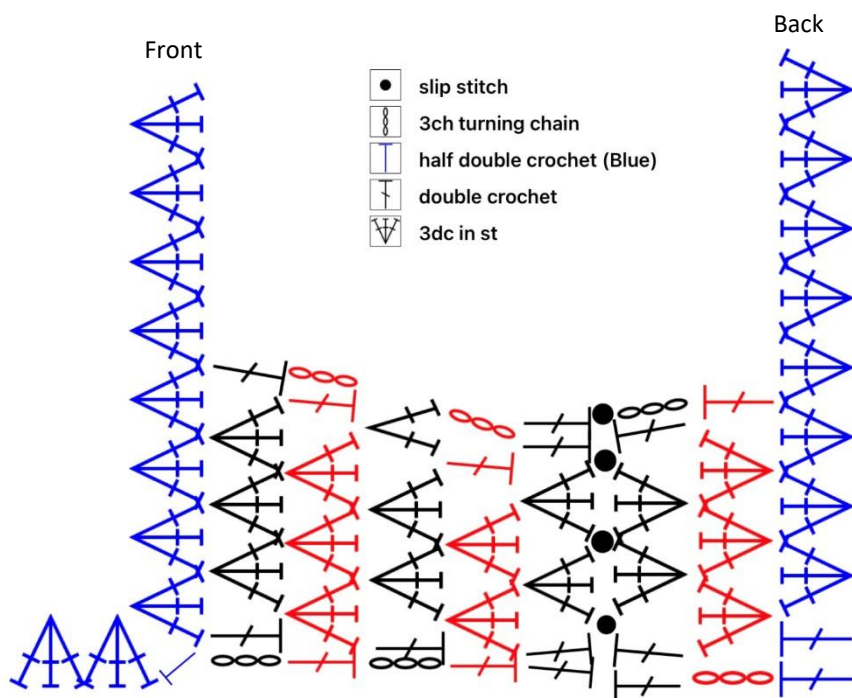 Front
Back
slip stitch
3ch turning chain
half double crochet (Blue)
double crochet
3dc in st